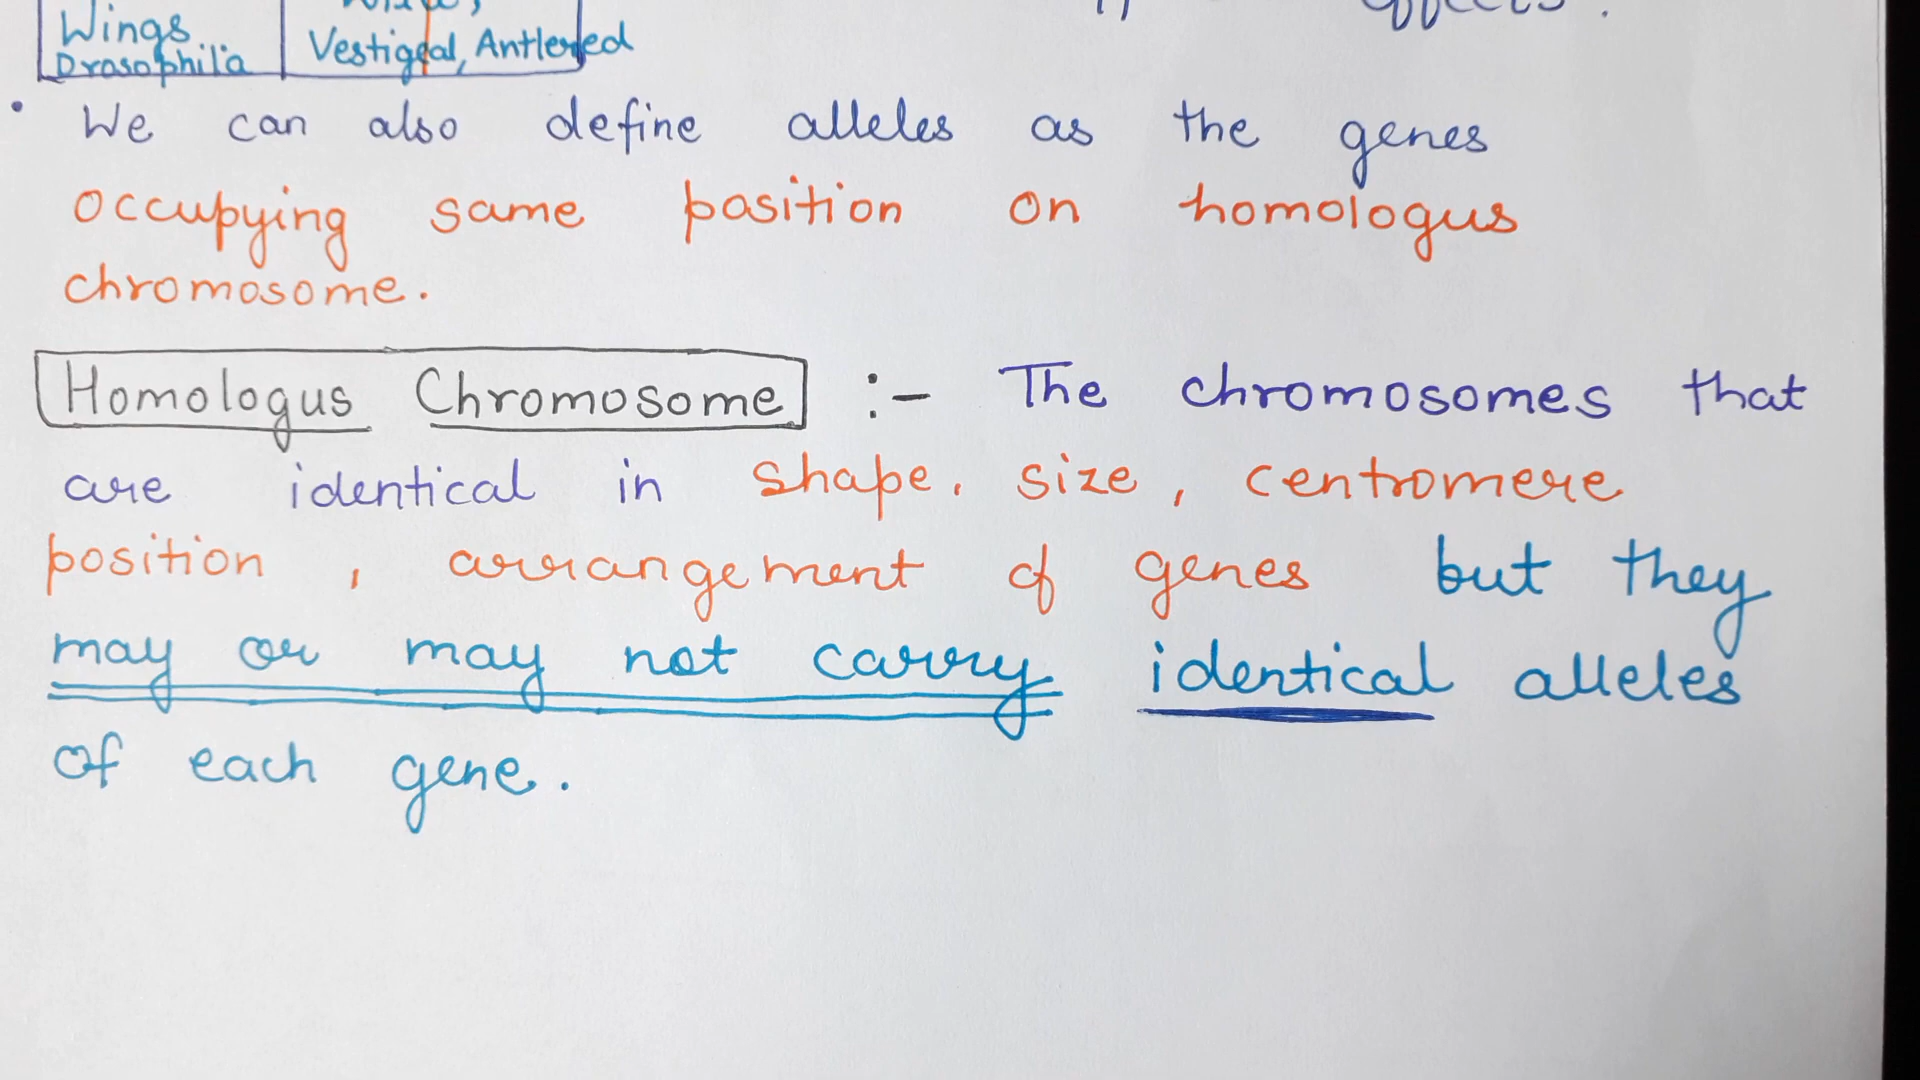 effects.
Wings Vestigeal, Antlered
Drosophila
• We can also define alleles as the genes
occupying same position on homologus
chromosome.
Homologus Chromosome :- The chromosomes that
are identical in shape, size, centromere
position, arrangement of genes but they
may or may not carry identical alleles
of each gene.